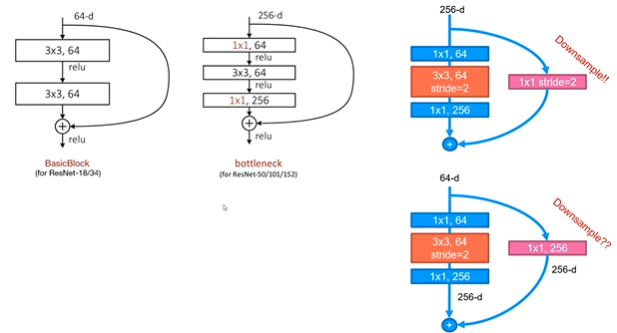 64-d
3x3, 64
relu
3x3, 64
relu
BasicBlock
(for ResNet-18/34)
256-d
1x1, 64
relu
3x3, 64
relu
1x1, 256
relu
bottleneck
(for ResNet-50/101/152)
256-d
Downsample!!
1x1, 64
3x3, 64
stride=2
1x1 stride=2
1x1, 256
64-d
Downsample??
1x1, 64
3x3, 64
stride=2
1x1, 256
1x1, 256
256-d
256-d